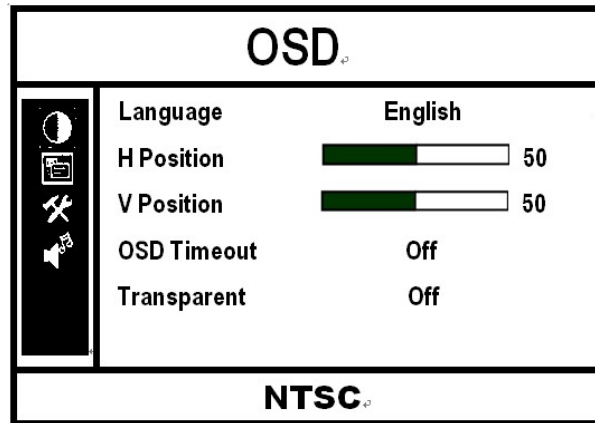 OSD
Language English
H Position 50
V Position 50
OSD Timeout Off
Transparent Off
NTSC